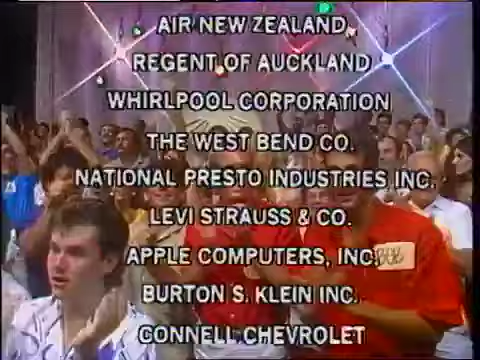 AIR NEW ZEALAND
REGENT OF AUCKLAND
WHIRLPOOL CORPORATION
THE WEST BEND CO.
NATIONAL PRESTO INDUSTRIES INC.
LEVI STRAUSS & CO.
APPLE COMPUTERS, INC.
BURTON S. KLEIN INC.
CONNELL CHEVROLET